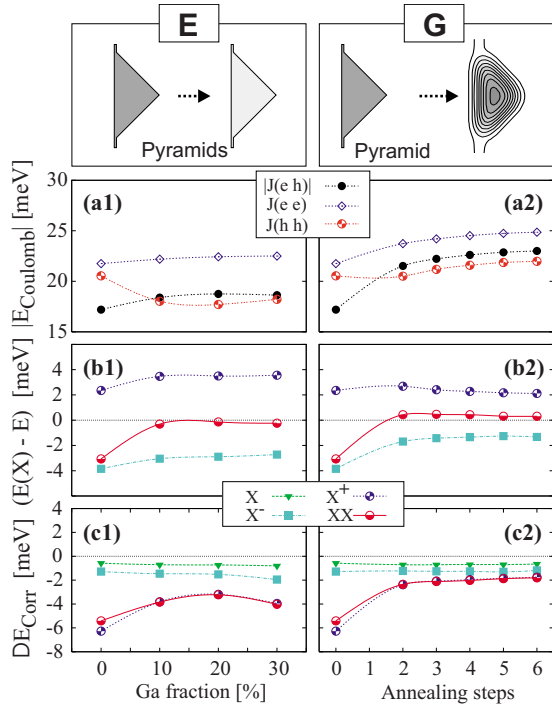 E
G
Pyramids
Pyramid
|E_Coulomb| [meV]
30
25
20
15
(a1)
|J(e h)|
J(e e)
J(h h)
(a2)
(E(X) - E) [meV]
4
2
0
-2
-4
(b1)
(b2)
X
X^+
X^-
XX
DE_Corr [meV]
4
2
0
-2
-4
-6
-8
(c1)
(c2)
0 10 20 30
0 1 2 3 4 5 6
Ga fraction [%]
Annealing steps